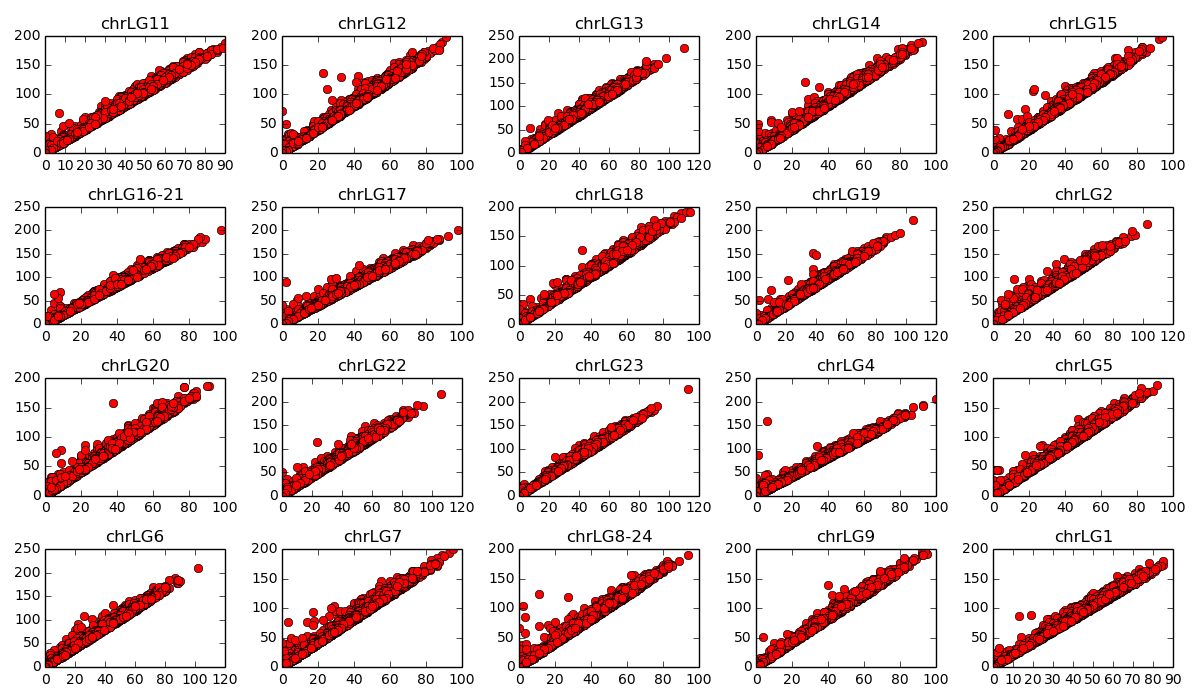 chrLG11 chrLG12 chrLG13 chrLG14 chrLG15
200 200 250 200 200
150 150 200 150 150
100 100 150 100 100
50 50 100 50 50
0 0 50 0 0
0
0 10 20 30 40 50 60 70 80 90 0 20 40 60 80 100 0 20 40 60 80 100 120 0 20 40 60 80 100 0 20 40 60 80 100
chrLG16-21 chrLG17 chrLG18 chrLG19 chrLG2
250 250 200 250 250
200 200 150 200 200
150 150 100 150 150
100 100 50 100 100
50 50 0 50 50
0 0 0 0
0 20 40 60 80 100 0 20 40 60 80 100 0 20 40 60 80 100 0 20 40 60 80 100 120 0 20 40 60 80 100 120
chrLG20 chrLG22 chrLG23 chrLG4 chrLG5
200 250 250 250 200
150 200 200 200 150
100 150 150 150 100
50 100 100 100 50
0 50 50 50 0
0 0 0
0 20 40 60 80 100 0 20 40 60 80 100 120 0 20 40 60 80 100 120 0 20 40 60 80 100 0 20 40 60 80 100
chrLG6 chrLG7 chrLG8-24 chrLG9 chrLG1
250 200 200 200 200
200 150 150 150 150
150 100 100 100 100
100 50 50 50 50
50 0 0 0 0
0
0 20 40 60 80 100 120 0 20 40 60 80 100 0 20 40 60 80 100 0 20 40 60 80 100 0 10 20 30 40 50 60 70 80 90